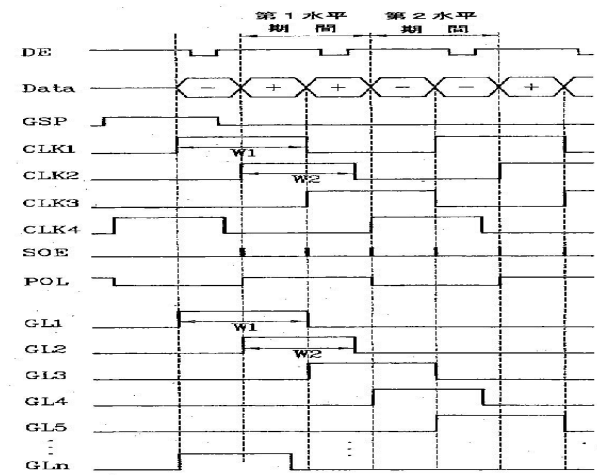 第1水平 第2水平
期 間 期 間
DE
Data - + + - - +
GSP
CLK1
W1
CLK2
W2
CLK3
CLK4
SOE
POL
GL1
W1
GL2
W2
GL3
GL4
GL5
⋮ ⋮ ⋮
GLn